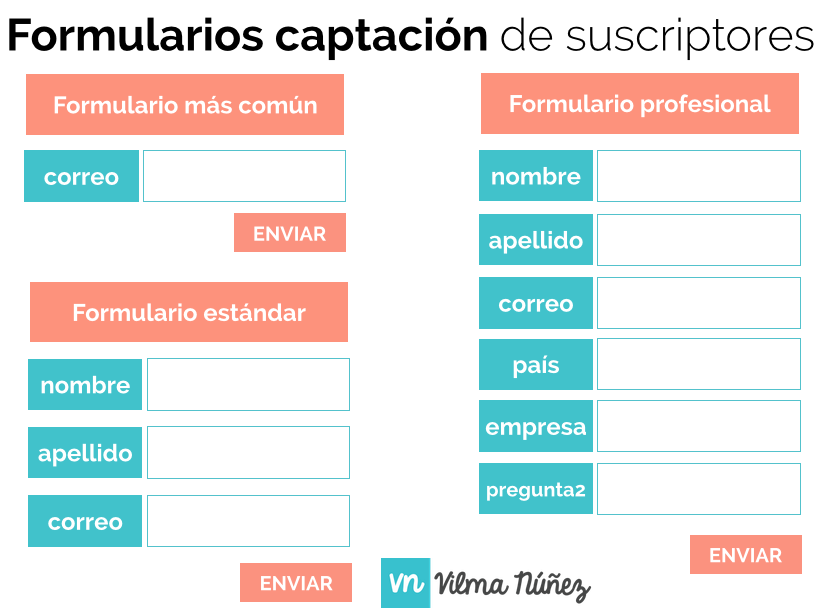 Formularios captación de suscriptores
Formulario más común
correo
ENVIAR
Formulario estándar
nombre
apellido
correo
ENVIAR
Formulario profesional
nombre
apellido
correo
país
empresa
pregunta2
ENVIAR
vn Vilma Núñez